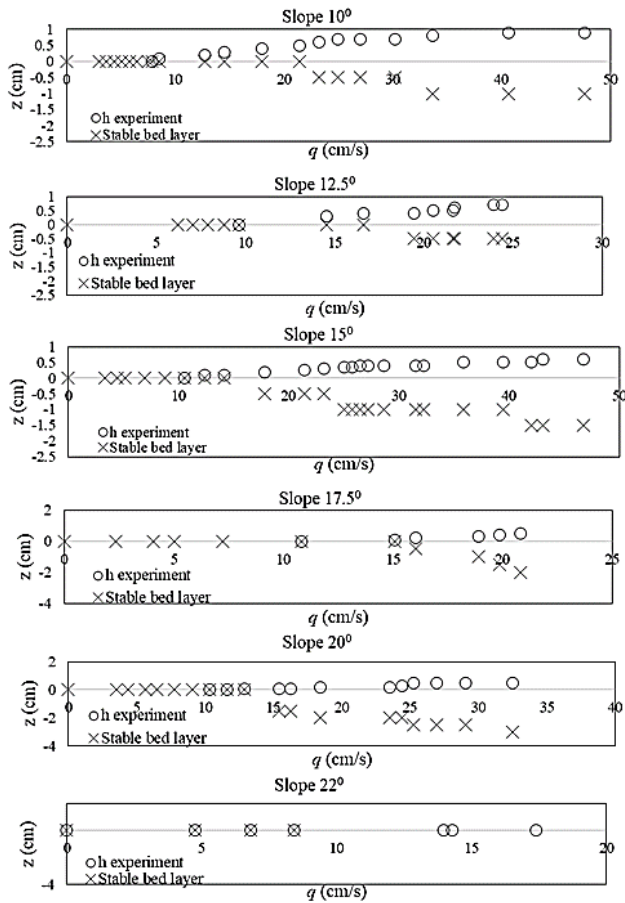 Slope 10⁰
1
0.5
0
-0.5
-1
-1.5
-2
-2.5
z (cm)
0 10 20 30 40 50
h experiment
Stable bed layer
q (cm/s)
Slope 12.5⁰
1
0.5
0
-0.5
-1
-1.5
-2
-2.5
z (cm)
0 5 10 15 20 25 30
h experiment
Stable bed layer
q (cm/s)
Slope 15⁰
1
0.5
0
-0.5
-1
-1.5
-2
-2.5
z (cm)
0 10 20 30 40 50
h experiment
Stable bed layer
q (cm/s)
Slope 17.5⁰
2
0
-2
-4
z (cm)
0 5 10 15 20 25
h experiment
Stable bed layer
q (cm/s)
Slope 20⁰
2
0
-2
-4
z (cm)
0 5 10 15 20 25 30 35 40
h experiment
Stable bed layer
q (cm/s)
Slope 22⁰
-4
z (cm)
0 5 10 15 20
h experiment
Stable bed layer
q (cm/s)